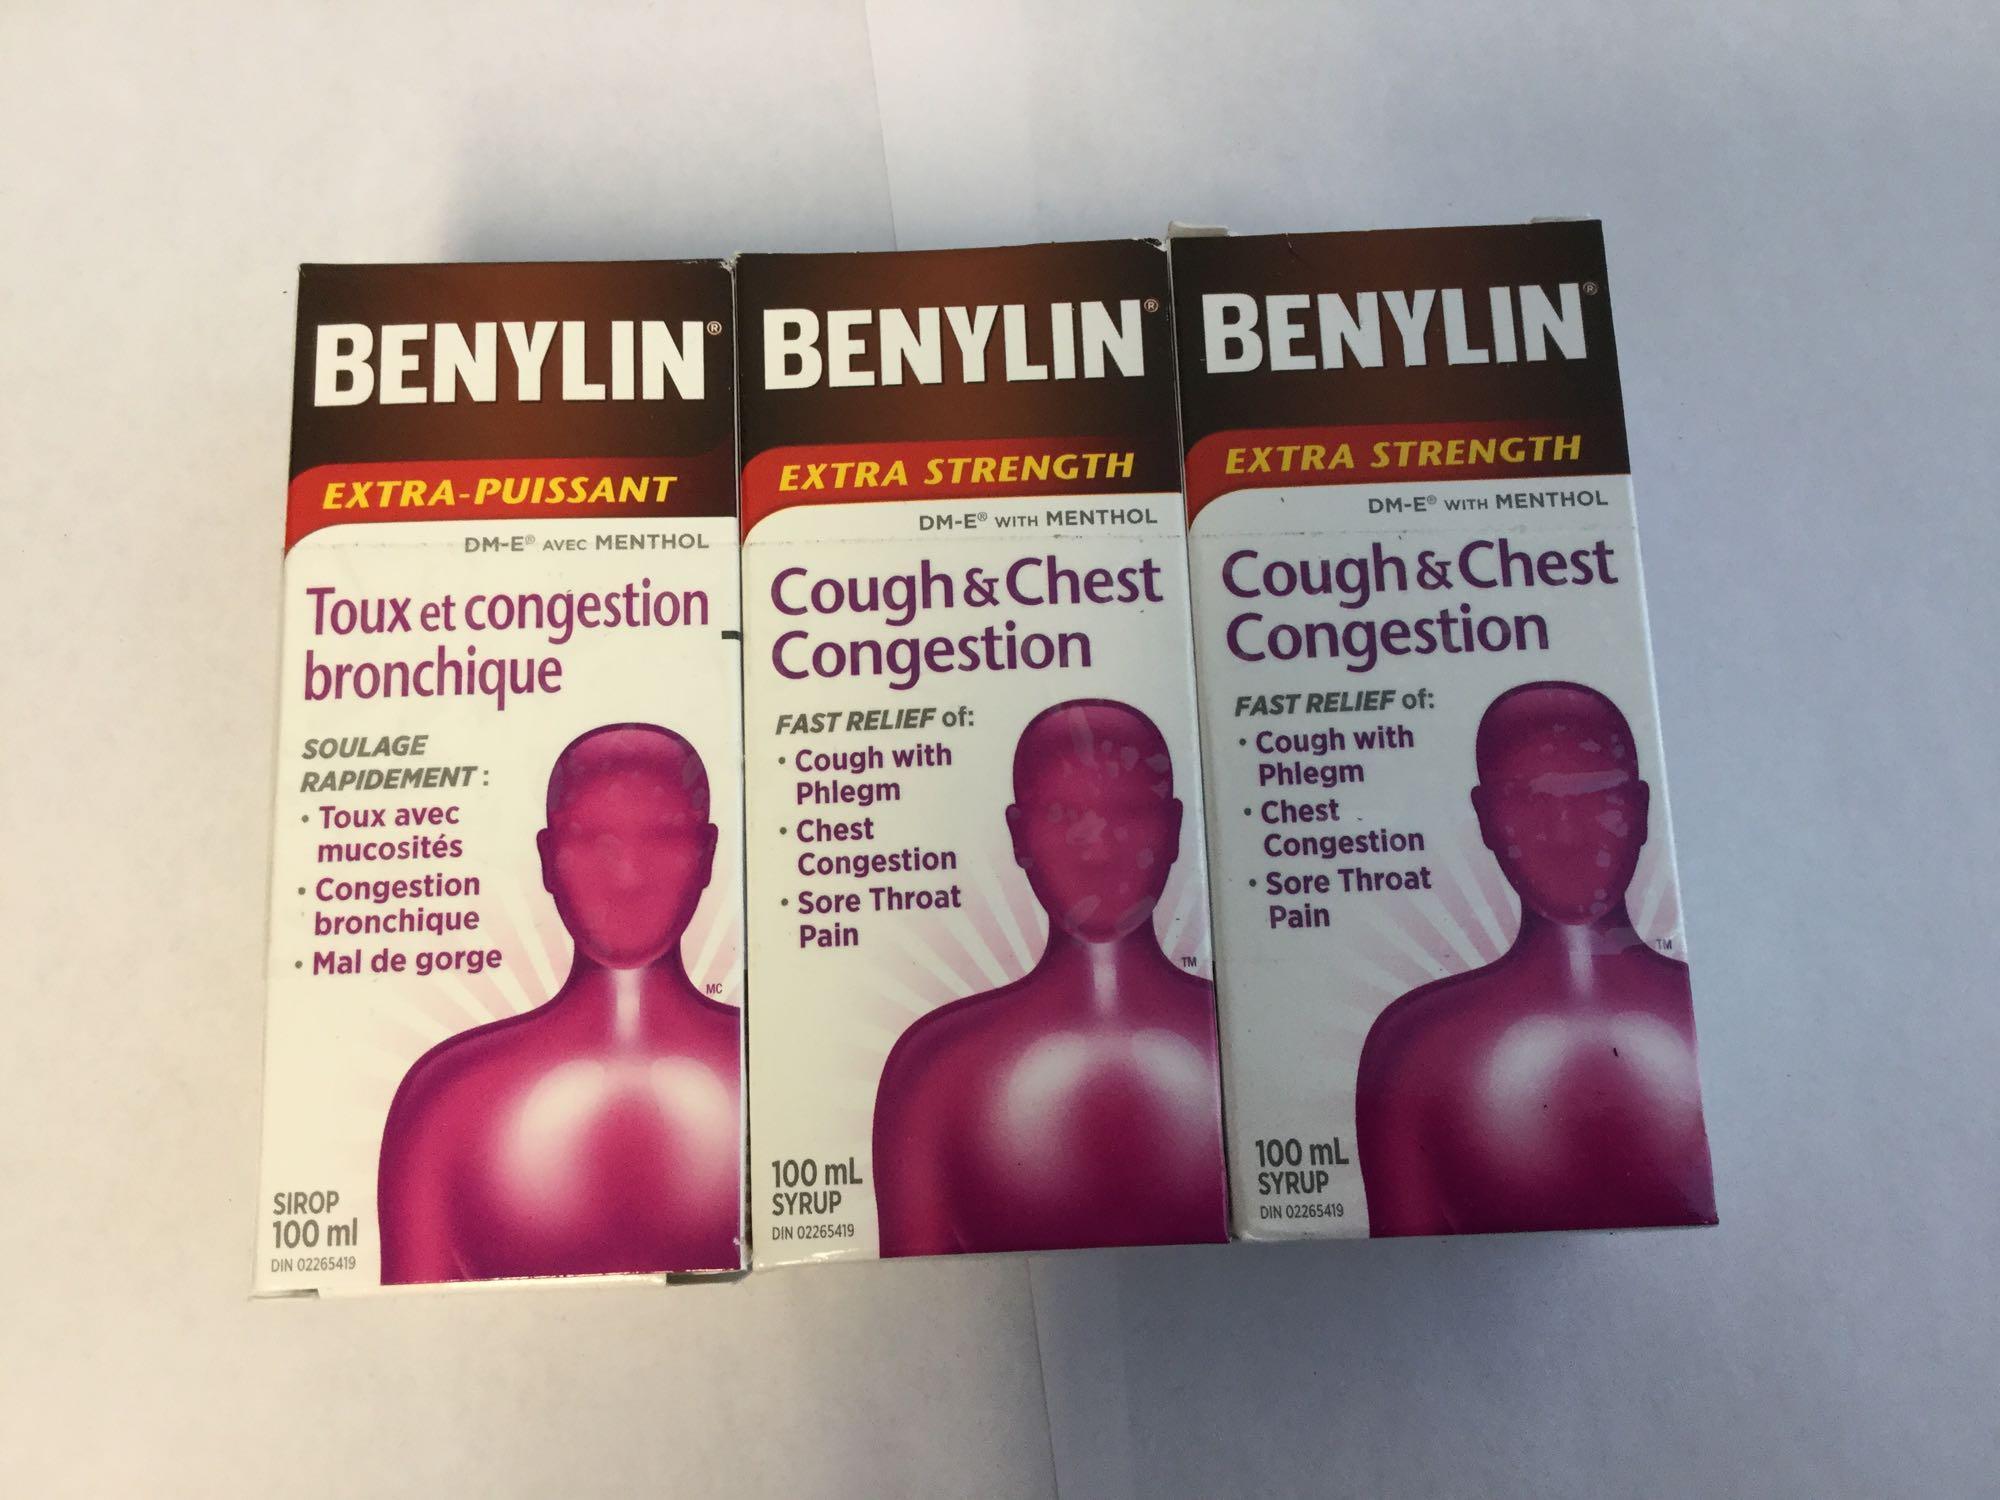 BENYLIN®
EXTRA-PUISSANT
DM-E® AVEC MENTHOL
Toux et congestion
bronchique
SOULAGE
RAPIDEMENT :
• Toux avec
mucosités
• Congestion
bronchique
• Mal de gorge
MC
SIROP
100 ml
DIN 02265419
BENYLIN®
EXTRA STRENGTH
DM-E® WITH MENTHOL
Cough & Chest
Congestion
FAST RELIEF of:
• Cough with
Phlegm
• Chest
Congestion
• Sore Throat
Pain
TM
100 mL
SYRUP
DIN 02265419
BENYLIN®
EXTRA STRENGTH
DM-E® WITH MENTHOL
Cough & Chest
Congestion
FAST RELIEF of:
• Cough with
Phlegm
• Chest
Congestion
• Sore Throat
Pain
TM
100 mL
SYRUP
DIN 02265419